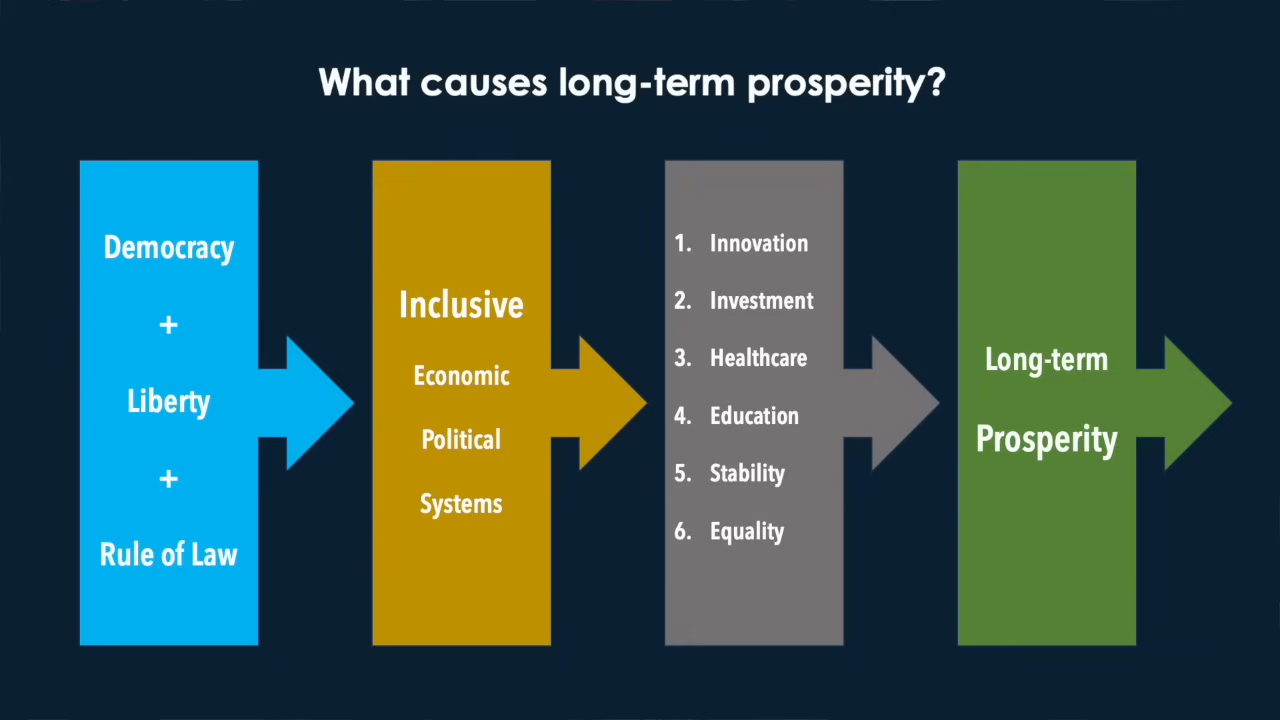 What causes long-term prosperity?
Democracy
+
Liberty
+
Rule of Law
Inclusive
Economic
Political
Systems
1. Innovation
2. Investment
3. Healthcare
4. Education
5. Stability
6. Equality
Long-term
Prosperity